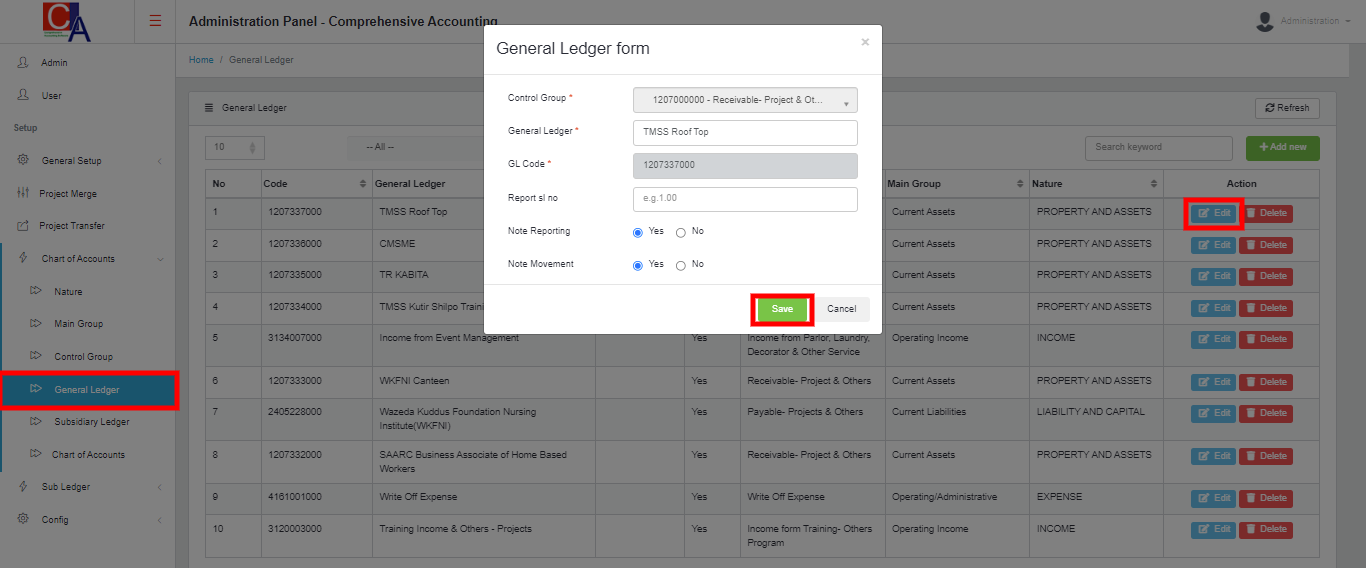 CA
Administration Panel - Comprehensive Accounting
Administration
Admin
User
Setup
General Setup
Project Merge
Project Transfer
Chart of Accounts
Nature
Main Group
Control Group
General Ledger
Subsidiary Ledger
Chart of Accounts
Sub Ledger
Config
Home / General Ledger
General Ledger
Refresh
10
-- All --
Search keyword
+ Add new
No Code General Ledger Main Group Nature Action
1 1207337000 TMSS Roof Top Current Assets PROPERTY AND ASSETS Edit Delete
2 1207336000 CMSME Current Assets PROPERTY AND ASSETS Edit Delete
3 1207335000 TR KABITA Current Assets PROPERTY AND ASSETS Edit Delete
4 1207334000 TMSS Kutir Shilpo Traini Current Assets PROPERTY AND ASSETS Edit Delete
5 3134007000 Income from Event Management Yes Income from Parlor, Laundry, Operating Income INCOME Edit Delete
Decorator & Other Service
6 1207333000 WKFNI Canteen Yes Receivable- Project & Others Current Assets PROPERTY AND ASSETS Edit Delete
7 2405228000 Wazeda Kuddus Foundation Nursing Yes Payable- Projects & Others Current Liabilities LIABILITY AND CAPITAL Edit Delete
Institute(WKFNI)
8 1207332000 SAARC Business Associate of Home Based Yes Receivable- Project & Others Current Assets PROPERTY AND ASSETS Edit Delete
Workers
9 4161001000 Write Off Expense Yes Write Off Expense Operating/Administrative EXPENSE Edit Delete
10 3120003000 Training Income & Others - Projects Yes Income form Training- Others Operating Income INCOME Edit Delete
Program
General Ledger form
×
Control Group * 1207000000 - Receivable- Project & Ot...
General Ledger * TMSS Roof Top
GL Code * 1207337000
Report sl no e.g.1.00
Note Reporting Yes No
Note Movement Yes No
Save Cancel